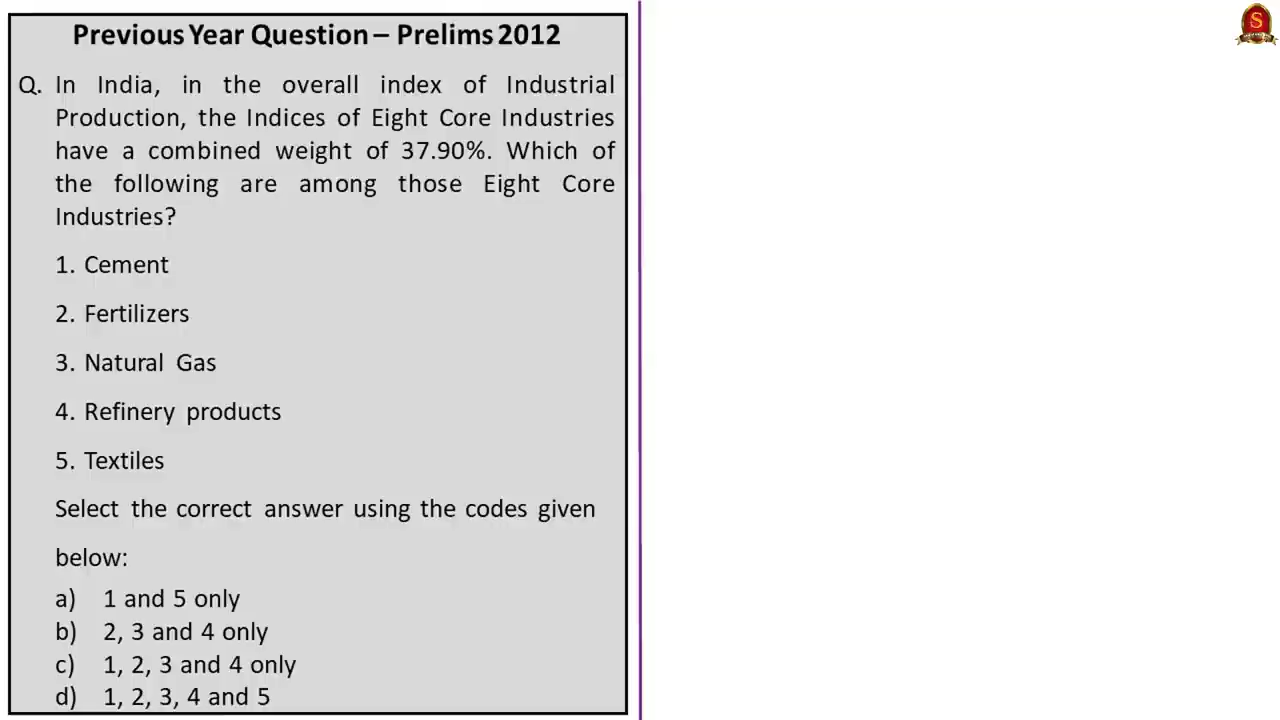 Previous Year Question – Prelims 2012
Q. In India, in the overall index of Industrial
Production, the Indices of Eight Core Industries
have a combined weight of 37.90%. Which of
the following are among those Eight Core
Industries?
1. Cement
2. Fertilizers
3. Natural Gas
4. Refinery products
5. Textiles
Select the correct answer using the codes given
below:
a) 1 and 5 only
b) 2, 3 and 4 only
c) 1, 2, 3 and 4 only
d) 1, 2, 3, 4 and 5
S